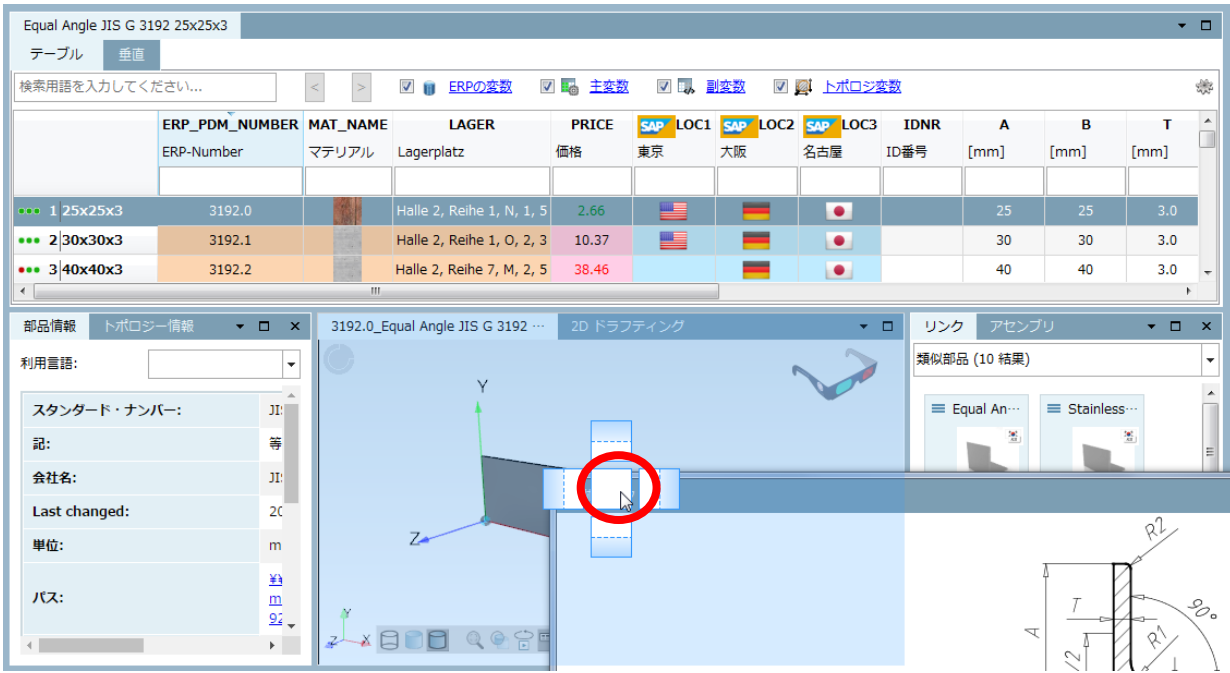 Equal Angle JIS G 3192 25x25x3
テーブル 垂直
検索用語を入力してください... < > ERPの変数 主変数 副変数 トポロジ変数
ERP_PDM_NUMBER MAT_NAME LAGER PRICE SAP LOC1 SAP LOC2 SAP LOC3 IDNR A B T
ERP-Number マテリアル Lagerplatz 価格 東京 大阪 名古屋 ID番号 [mm] [mm] [mm]
1 25x25x3 3192.0 Halle 2, Reihe 1, N, 1, 5 2.66 25 25 3.0
2 30x30x3 3192.1 Halle 2, Reihe 1, O, 2, 3 10.37 30 30 3.0
3 40x40x3 3192.2 Halle 2, Reihe 7, M, 2, 5 38.46 40 40 3.0
部品情報 トポロジー情報
利用言語:
スタンダード・ナンバー: JI
記: 等
会社名: JI
Last changed: 20
単位: m
パス: ¥¥
m
92
3192.0_Equal Angle JIS G 3192 ... 2D ドラフティング
Y
Z
Y
Z X
リンク アセンブリ
類似部品 (10 結果)
Equal An... Stainless...
R2
90°
T
A
R1
/2